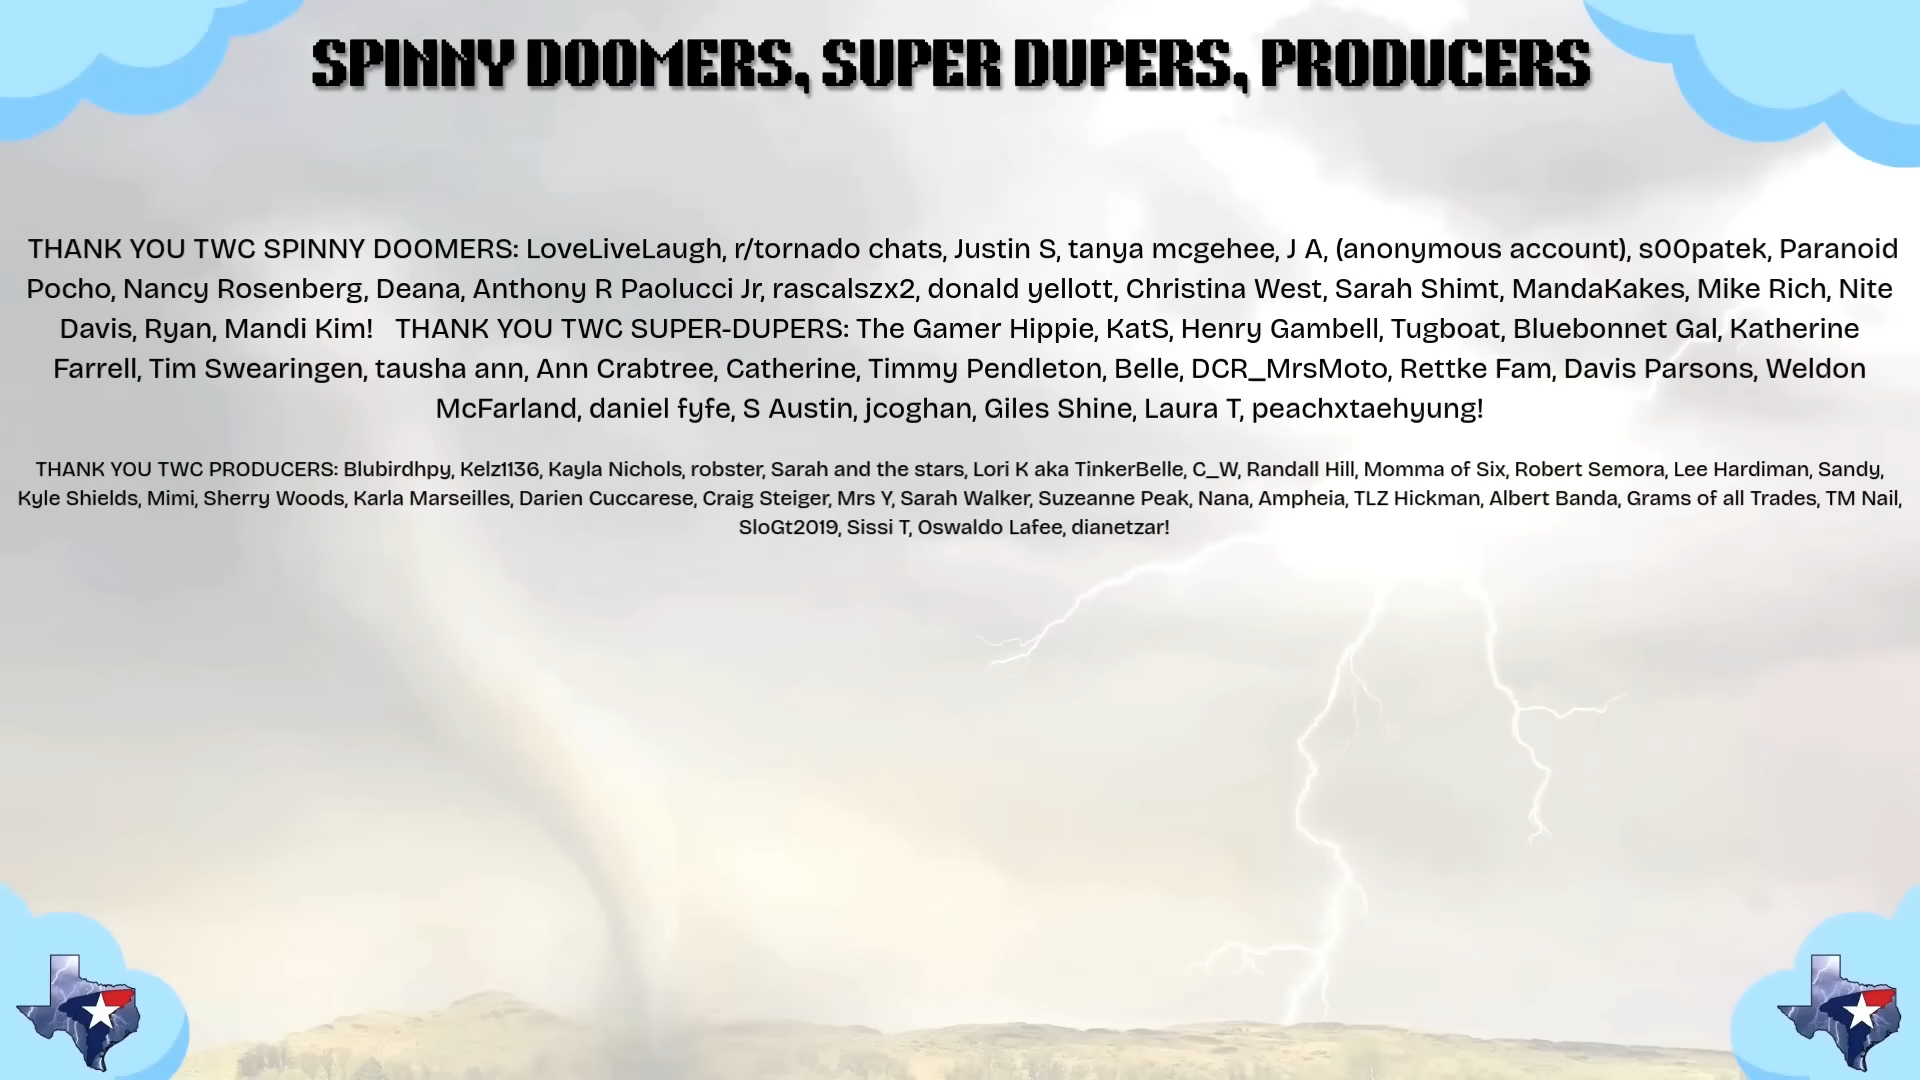 SPINNY DOOMERS, SUPER DUPERS, PRODUCERS
THANK YOU TWC SPINNY DOOMERS: LoveLiveLaugh, r/tornado chats, Justin S, tanya mcgehee, J A, (anonymous account), s00patek, Paranoid
Pocho, Nancy Rosenberg, Deana, Anthony R Paolucci Jr, rascalszx2, donald yellott, Christina West, Sarah Shimt, MandaKakes, Mike Rich, Nite
Davis, Ryan, Mandi Kim!   THANK YOU TWC SUPER-DUPERS: The Gamer Hippie, KatS, Henry Gambell, Tugboat, Bluebonnet Gal, Katherine
Farrell, Tim Swearingen, tausha ann, Ann Crabtree, Catherine, Timmy Pendleton, Belle, DCR_MrsMoto, Rettke Fam, Davis Parsons, Weldon
McFarland, daniel fyfe, S Austin, jcoghan, Giles Shine, Laura T, peachxtaehyung!
THANK YOU TWC PRODUCERS: Blubirdhpy, Kelz1136, Kayla Nichols, robster, Sarah and the stars, Lori K aka TinkerBelle, C_W, Randall Hill, Momma of Six, Robert Semora, Lee Hardiman, Sandy,
Kyle Shields, Mimi, Sherry Woods, Karla Marseilles, Darien Cuccarese, Craig Steiger, Mrs Y, Sarah Walker, Suzeanne Peak, Nana, Ampheia, TLZ Hickman, Albert Banda, Grams of all Trades, TM Nail,
SloGt2019, Sissi T, Oswaldo Lafee, dianetzar!